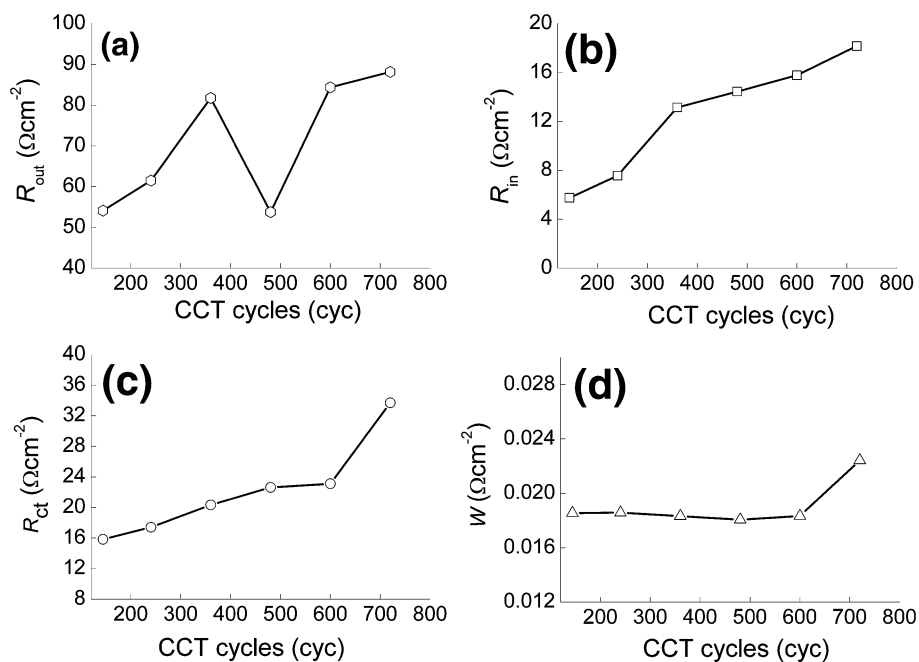 (a)
100
90
80
70
60
50
40
R_out (Ωcm⁻²)
200 300 400 500 600 700 800
CCT cycles (cyc)
(b)
20
16
12
8
4
0
R_in (Ωcm⁻²)
200 300 400 500 600 700 800
CCT cycles (cyc)
(c)
40
36
32
28
24
20
16
12
8
R_ct (Ωcm⁻²)
200 300 400 500 600 700 800
CCT cycles (cyc)
(d)
0.028
0.024
0.020
0.016
0.012
W (Ωcm⁻²)
200 300 400 500 600 700 800
CCT cycles (cyc)